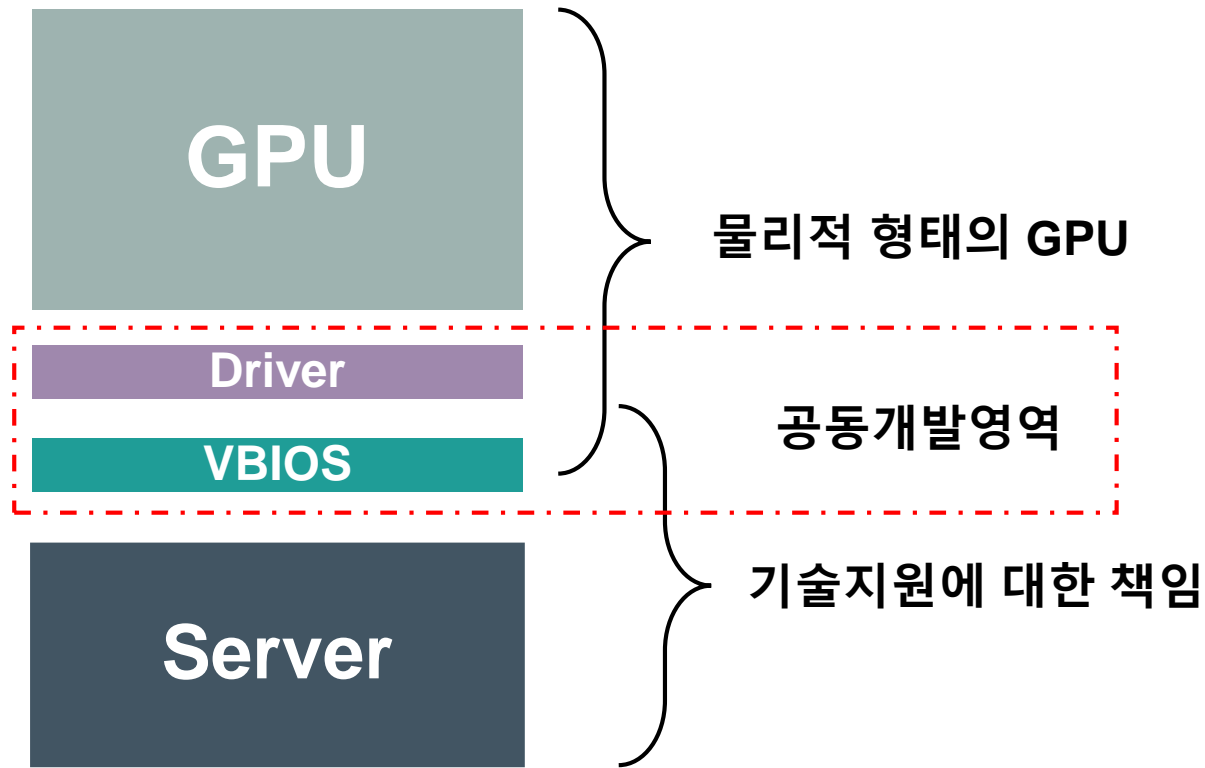 GPU
물리적 형태의 GPU
Driver
공동개발영역
VBIOS
기술지원에 대한 책임
Server